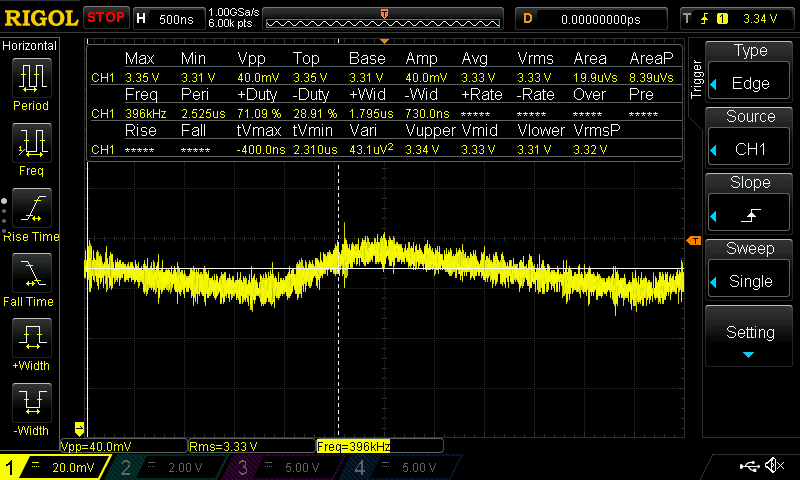 RIGOL STOP H 500ns 1.00GSa/s 6.00k pts T D 0.00000000ps T 1 3.34 V
Horizontal
Period
Freq
Rise Time
Fall Time
+Width
-Width
Max Min Vpp Top Base Amp Avg Vrms Area AreaP
CH1 3.35 V 3.31 V 40.0mV 3.35 V 3.31 V 40.0mV 3.33 V 3.33 V 19.9uVs 8.39uVs
Freq Peri +Duty -Duty +Wid -Wid +Rate -Rate Over Pre
CH1 396kHz 2.525us 71.09 % 28.91 % 1.795us 730.0ns ***** ***** ***** *****
Rise Fall tVmax tVmin Vari Vupper Vmid Vlower VrmsP
CH1 ***** ***** -400.0ns 2.310us 43.1uV² 3.34 V 3.33 V 3.31 V 3.32 V
T
Trigger
Type
Edge
Source
CH1
Slope
Sweep
Single
Setting
Vpp=40.0mV Rms=3.33 V Freq=396kHz
1 20.0mV 2 2.00 V 3 5.00 V 4 5.00 V